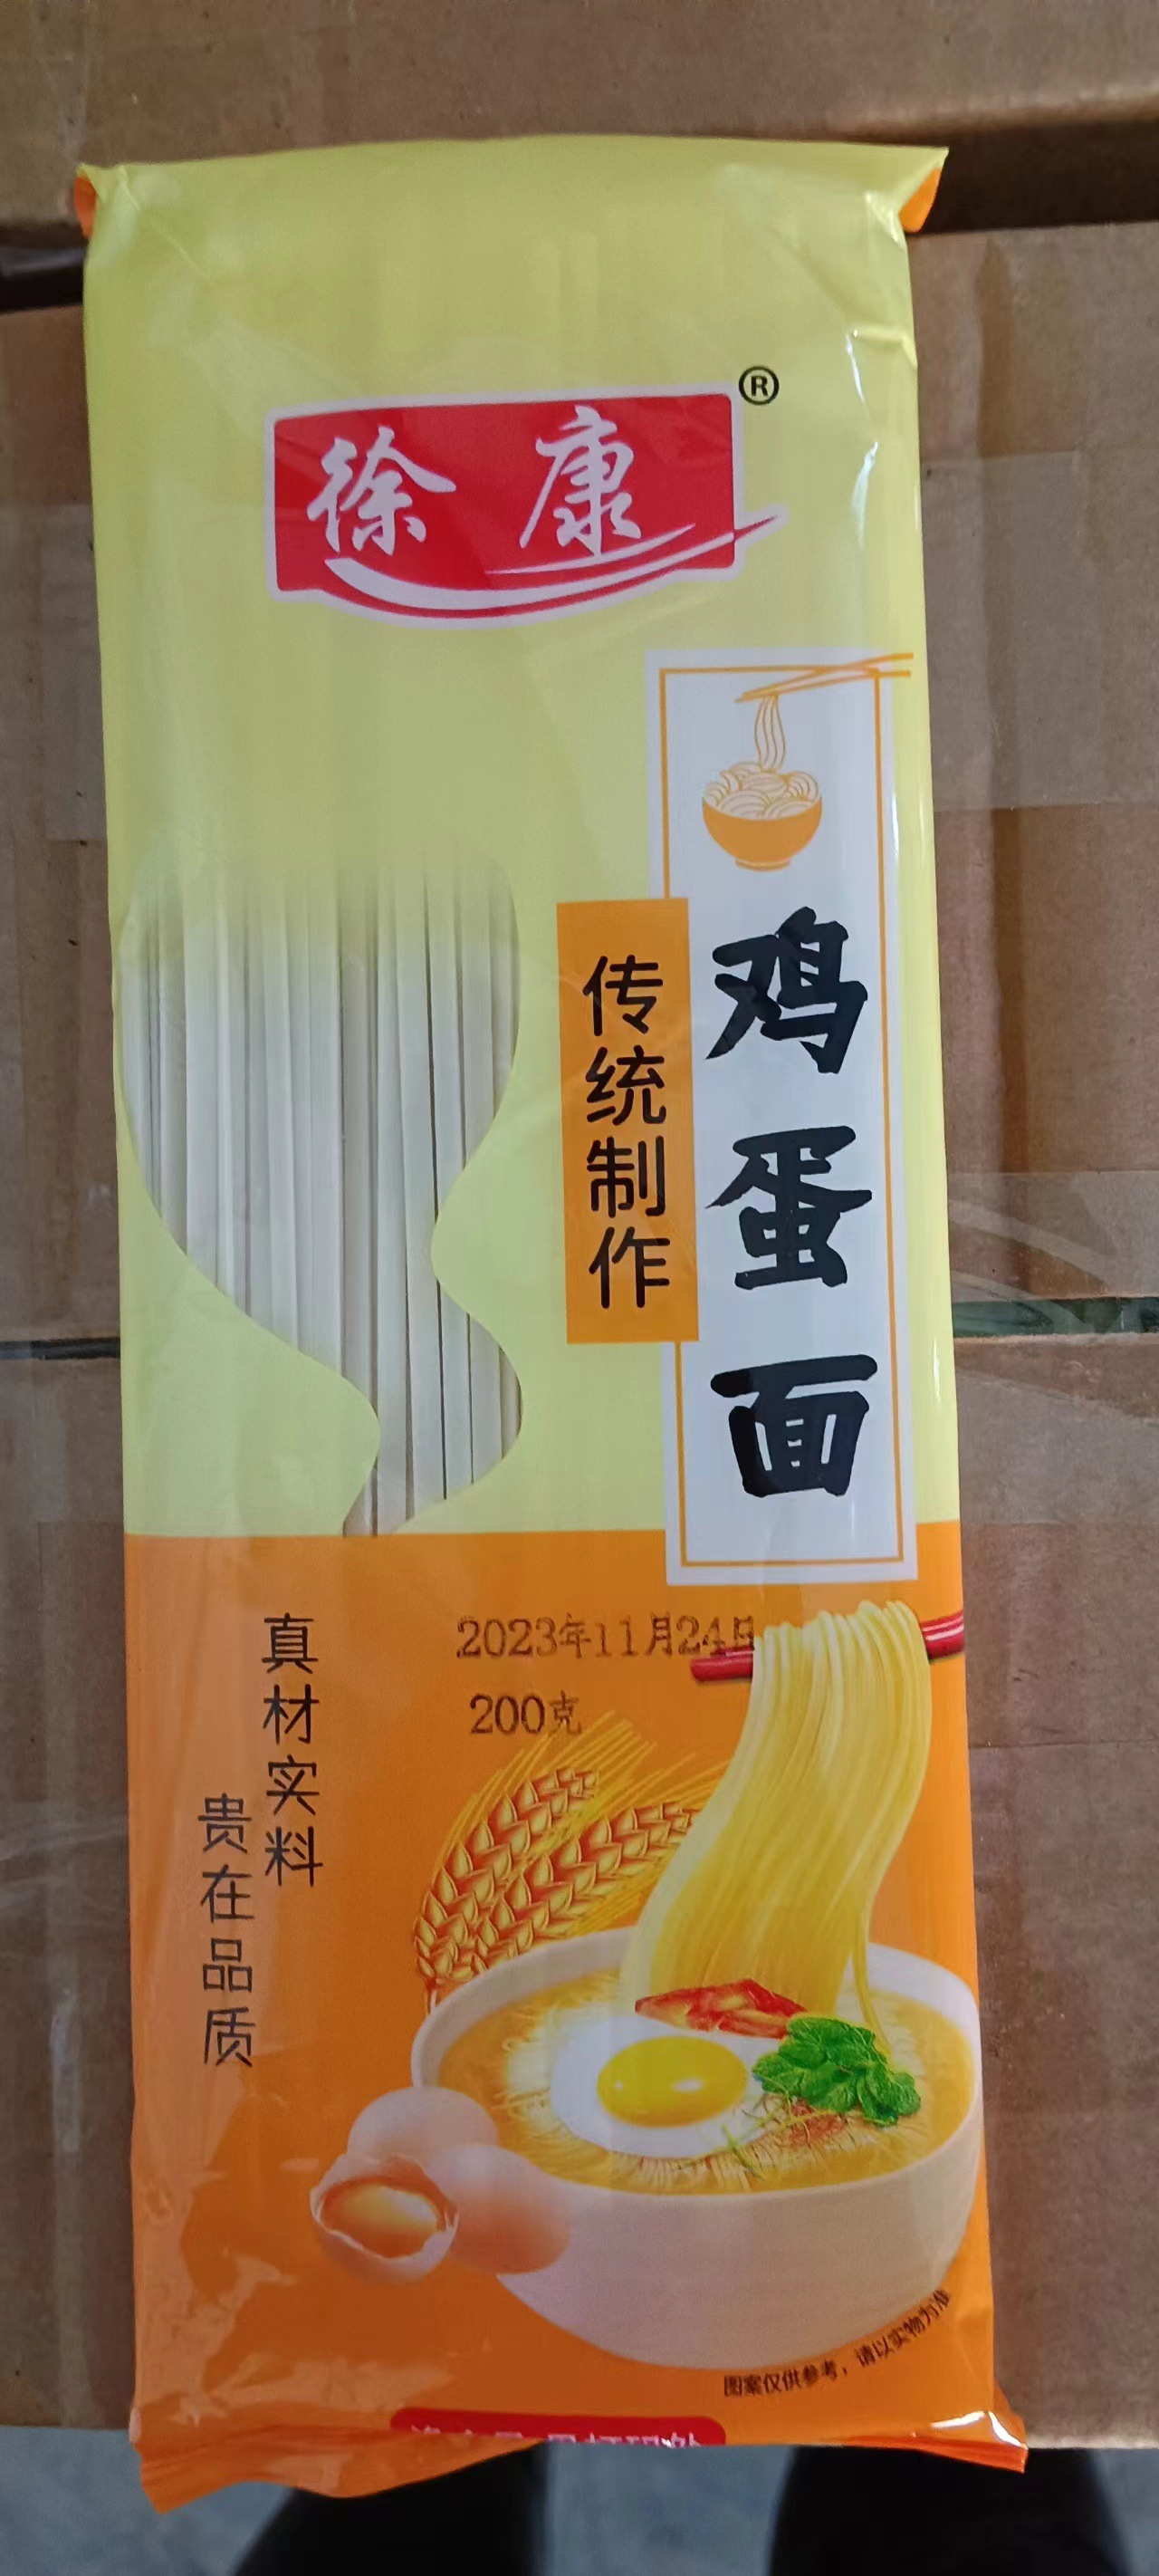 徐康®
鸡蛋面
传统制作
2023年11月24日
200克
真材实料
贵在品质
图案仅供参考，请以实物为准